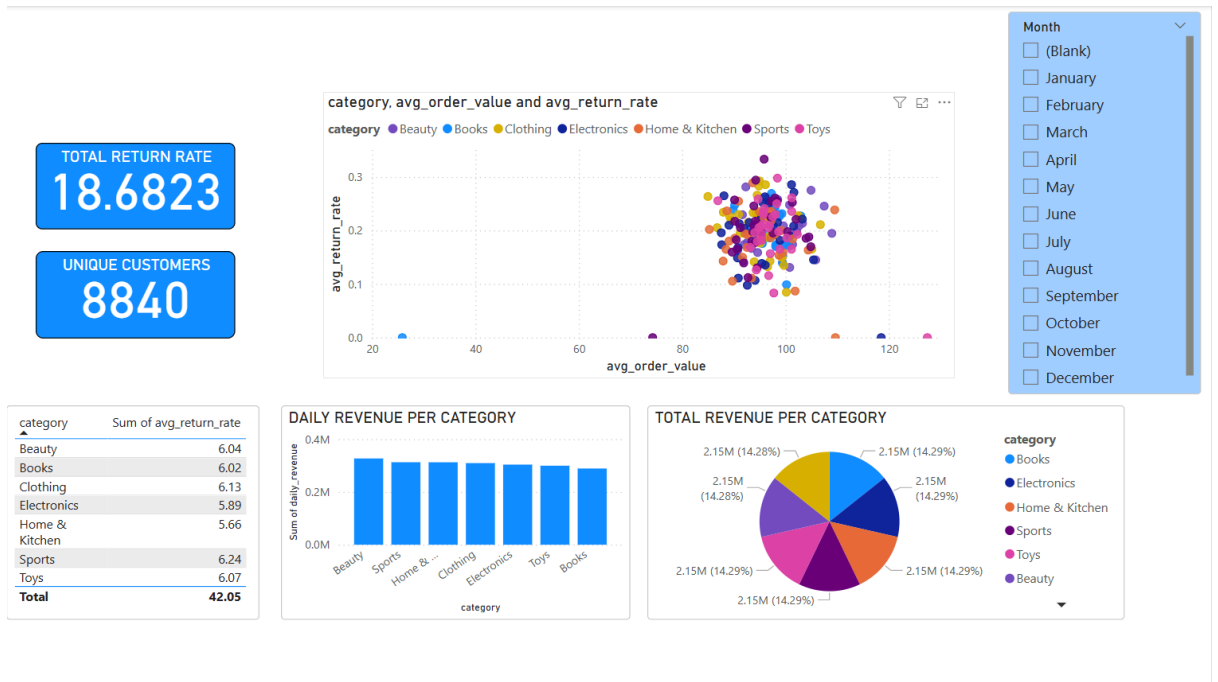 Month
(Blank)
January
February
March
April
May
June
July
August
September
October
November
December
category, avg_order_value and avg_return_rate
category Beauty Books Clothing Electronics Home & Kitchen Sports Toys
avg_return_rate
0.3
0.2
0.1
0.0
20 40 60 80 100 120
avg_order_value
TOTAL RETURN RATE
18.6823
UNIQUE CUSTOMERS
8840
category Sum of avg_return_rate
Beauty 6.04
Books 6.02
Clothing 6.13
Electronics 5.89
Home & 5.66
Kitchen
Sports 6.24
Toys 6.07
Total 42.05
DAILY REVENUE PER CATEGORY
Sum of daily_revenue
0.4M
0.2M
0.0M
Beauty Sports Home & ... Clothing Electronics Toys Books
category
TOTAL REVENUE PER CATEGORY
2.15M (14.28%)
2.15M (14.29%)
2.15M
(14.28%)
2.15M
(14.29%)
2.15M (14.29%)
2.15M (14.29%)
2.15M (14.29%)
category
Books
Electronics
Home & Kitchen
Sports
Toys
Beauty